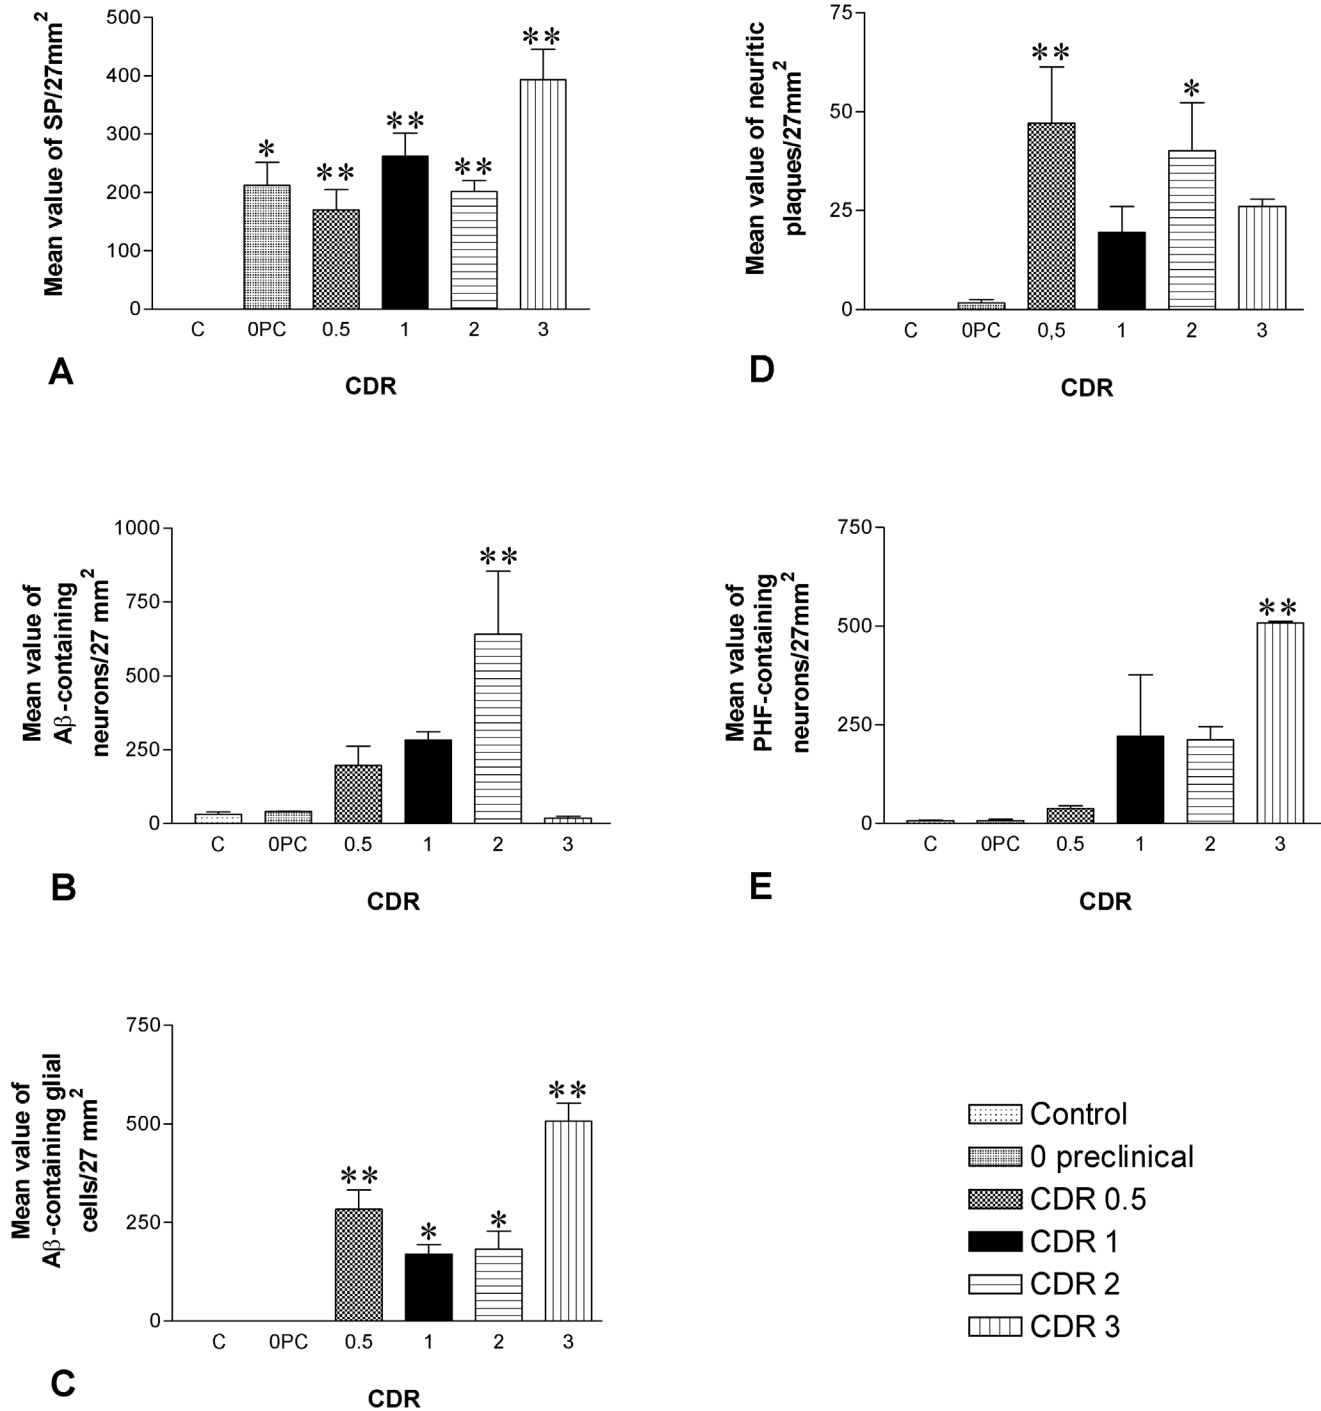 Mean value of SP/27mm²
500
400
300
200
100
0
*
**
**
**
**
C 0PC 0.5 1 2 3
A
CDR
Mean value of neuritic
plaques/27mm²
75
50
25
0
**
*
C 0PC 0,5 1 2 3
D
CDR
Mean value of
Aβ-containing
neurons/27 mm²
1000
750
500
250
0
**
C 0PC 0.5 1 2 3
B
CDR
Mean value of
PHF-containing
neurons/27mm²
750
500
250
0
**
C 0PC 0.5 1 2 3
E
CDR
Mean value of
Aβ-containing glial
cells/27 mm²
750
500
250
0
**
*
*
**
C 0PC 0.5 1 2 3
C
CDR
Control
0 preclinical
CDR 0.5
CDR 1
CDR 2
CDR 3